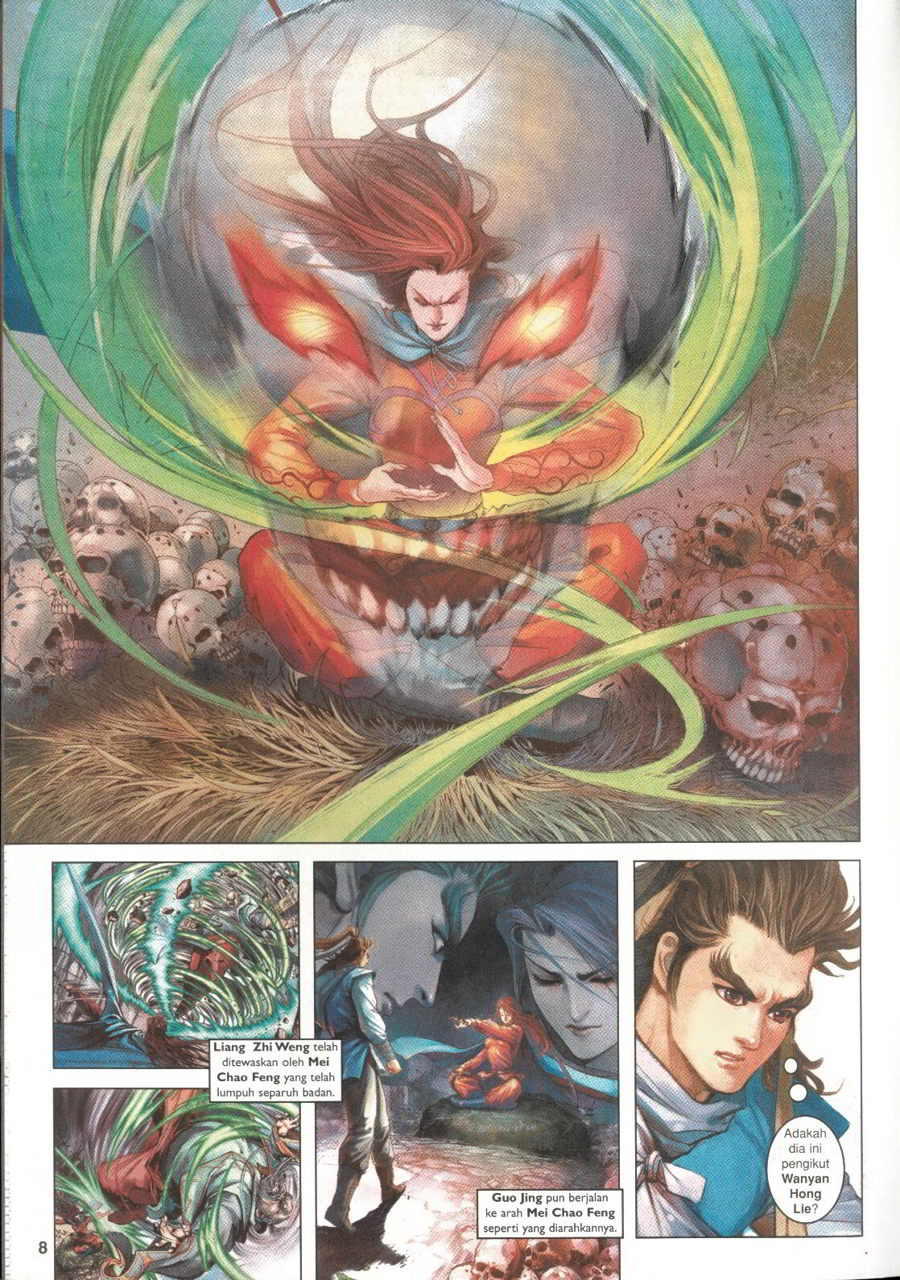 Liang Zhi Weng telah
ditewaskan oleh Mei
Chao Feng yang telah
lumpuh separuh badan.
Guo Jing pun berjalan
ke arah Mei Chao Feng
seperti yang diarahkannya.
Adakah
dia ini
pengikut
Wanyan
Hong
Lie?
8